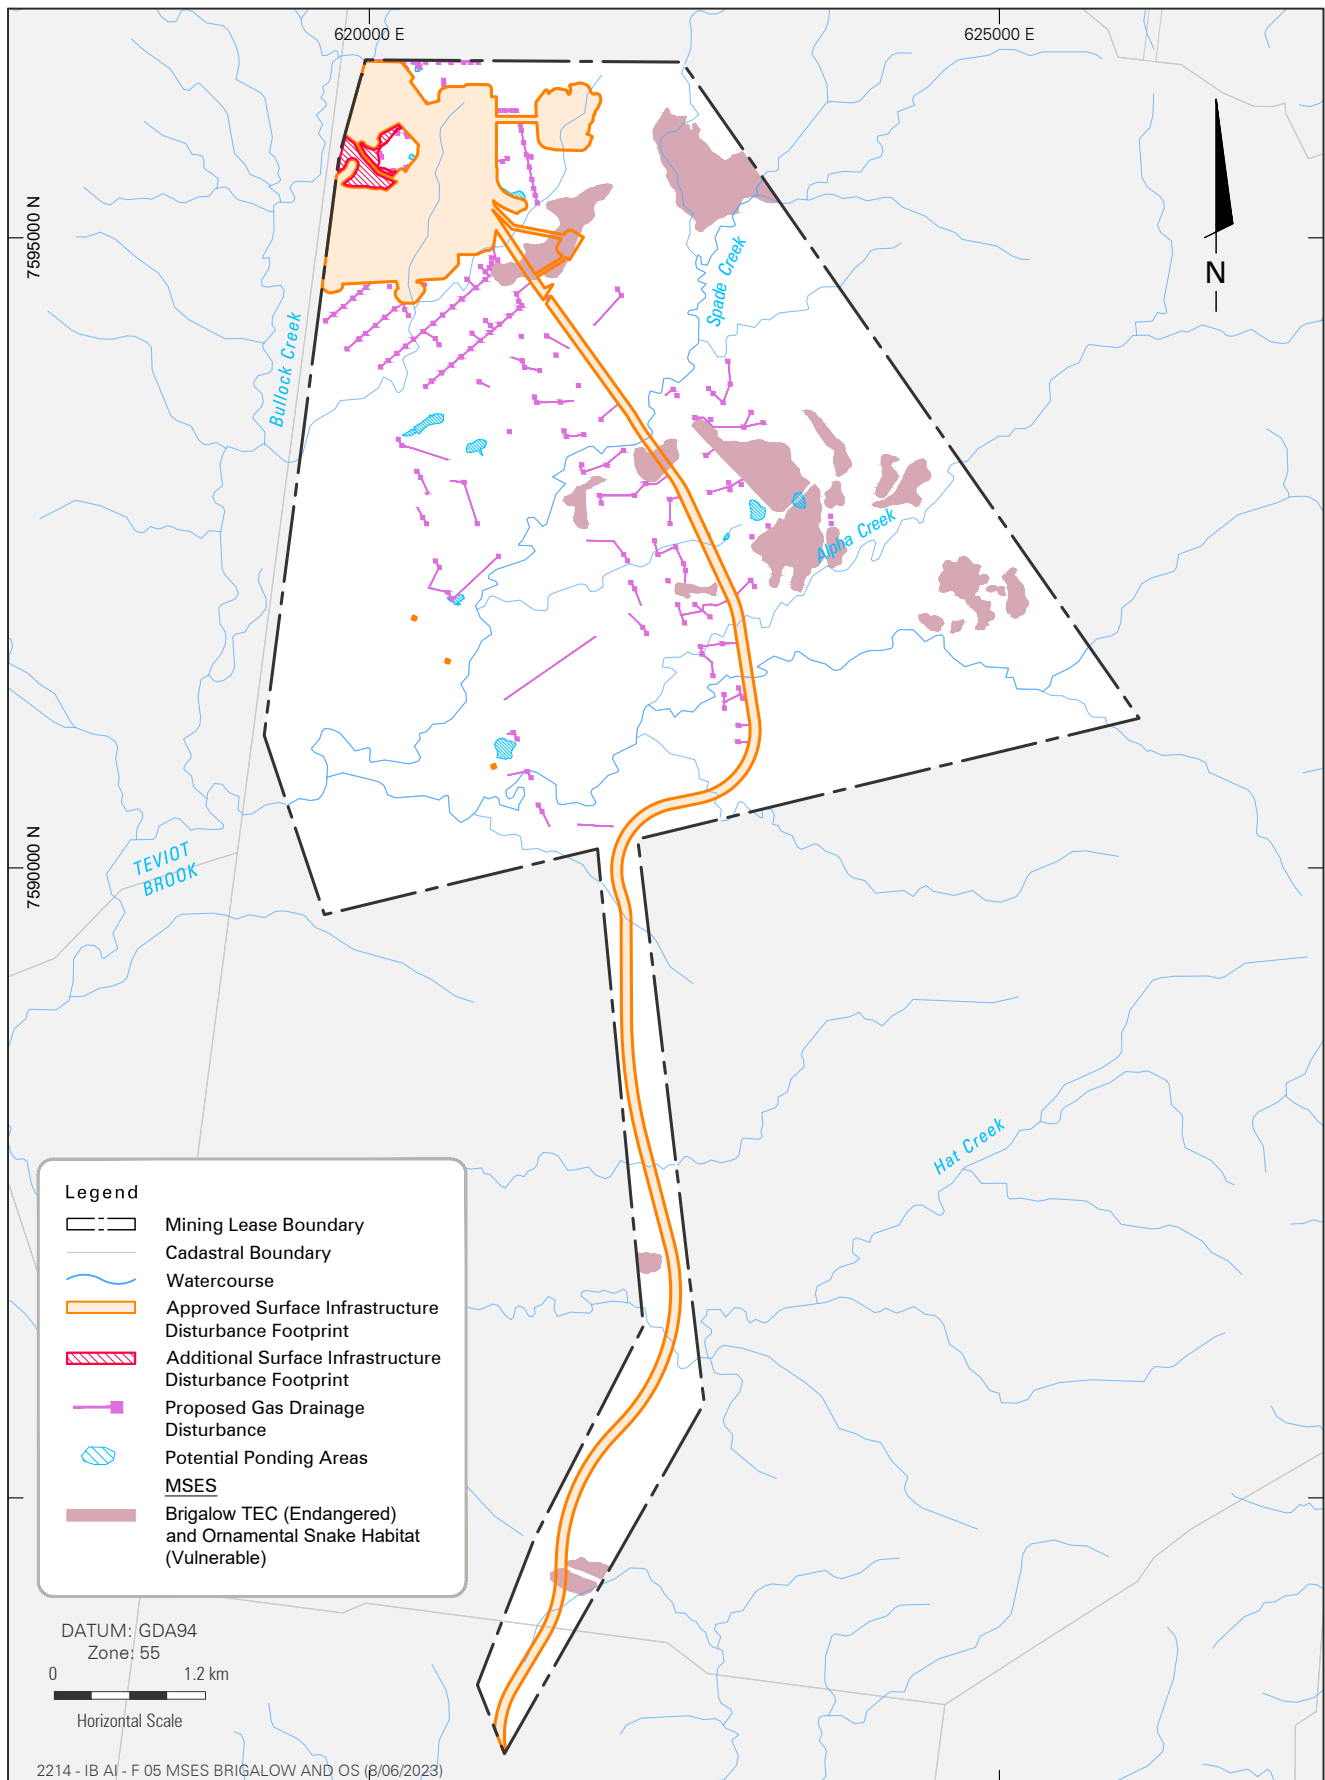 620000 E
625000 E
7595000 N
N
Spade Creek
Bullock Creek
Alpha Creek
7590000 N
TEVIOT
BROOK
Hat Creek
Legend
Mining Lease Boundary
Cadastral Boundary
Watercourse
Approved Surface Infrastructure
Disturbance Footprint
Additional Surface Infrastructure
Disturbance Footprint
Proposed Gas Drainage
Disturbance
Potential Ponding Areas
MSES
Brigalow TEC (Endangered)
and Ornamental Snake Habitat
(Vulnerable)
DATUM: GDA94
Zone: 55
0 1.2 km
Horizontal Scale
2214 - IB AI - F 05 MSES BRIGALOW AND OS (8/06/2023)